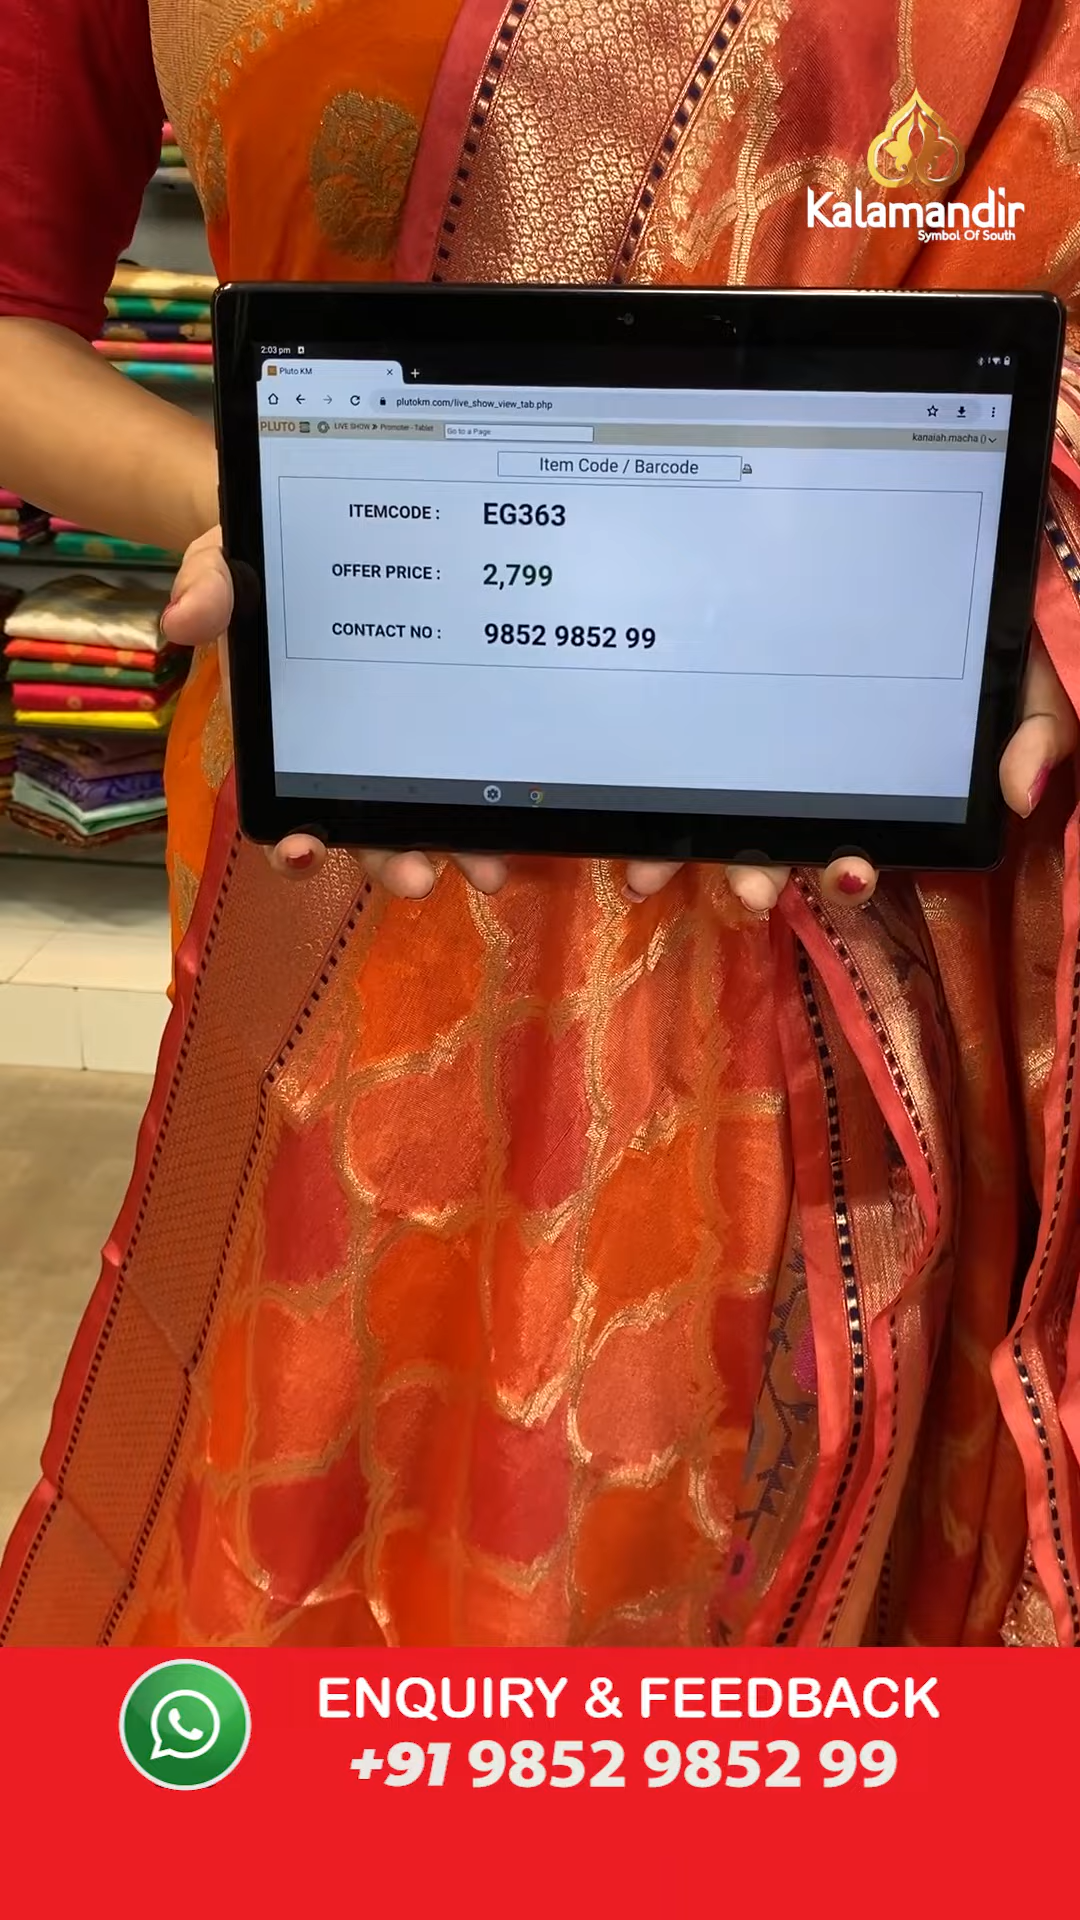 Kalamandir
Symbol Of South
2:03 pm
Pluto KM
plutokm.com/live_show_view_tab.php
PLUTO LIVE SHOW » Promoter - Tablet Go to a Page kanaiah.macha ()
Item Code / Barcode
ITEMCODE : EG363
OFFER PRICE : 2,799
CONTACT NO : 9852 9852 99
ENQUIRY & FEEDBACK
+91 9852 9852 99